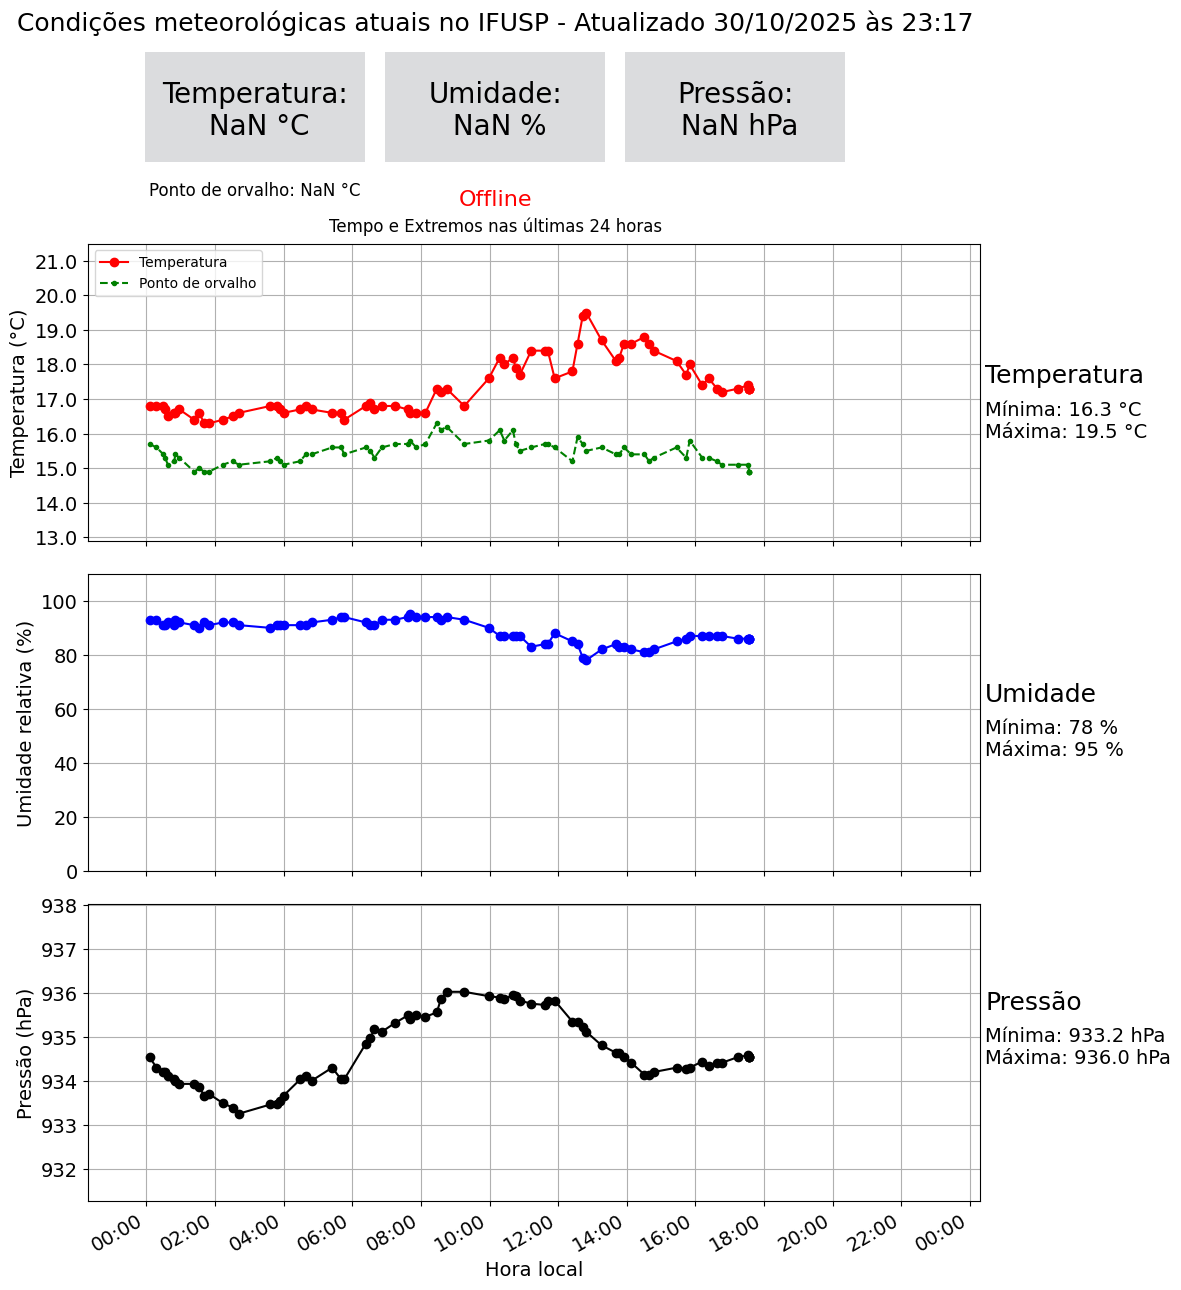 Condições meteorológicas atuais no IFUSP - Atualizado 30/10/2025 às 23:17
Temperatura:
NaN °C
Umidade:
NaN %
Pressão:
NaN hPa
Ponto de orvalho: NaN °C
Offline
Tempo e Extremos nas últimas 24 horas
Temperatura (°C)
21.0
20.0
19.0
18.0
17.0
16.0
15.0
14.0
13.0
Temperatura
Ponto de orvalho
Temperatura
Mínima: 16.3 °C
Máxima: 19.5 °C
Umidade relativa (%)
100
80
60
40
20
0
Umidade
Mínima: 78 %
Máxima: 95 %
Pressão (hPa)
938
937
936
935
934
933
932
Pressão
Mínima: 933.2 hPa
Máxima: 936.0 hPa
00:00 02:00 04:00 06:00 08:00 10:00 12:00 14:00 16:00 18:00 20:00 22:00 00:00
Hora local